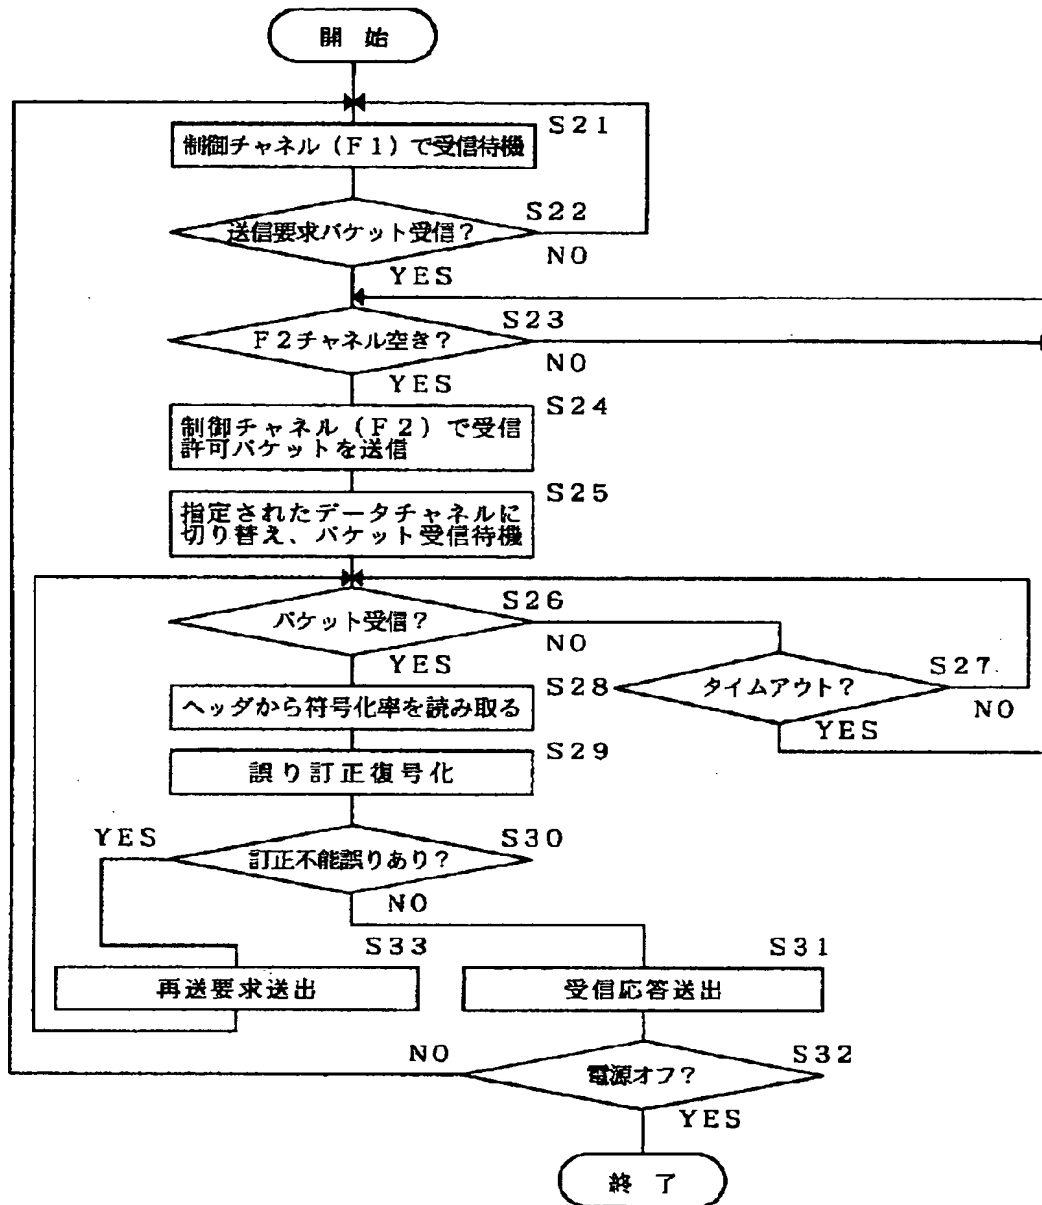 開 始
S21
制御チャネル(F1)で受信待機
S22
送信要求パケット受信?
NO
YES
S23
F2チャネル空き?
NO
YES
S24
制御チャネル(F2)で受信
許可パケットを送信
S25
指定されたデータチャネルに
切り替え、パケット受信待機
S26
パケット受信?
NO
YES
S27
タイムアウト?
NO
YES
S28
ヘッダから符号化率を読み取る
S29
誤り訂正復号化
S30
YES
訂正不能誤りあり?
NO
S33
再送要求送出
S31
受信応答送出
NO
S32
電源オフ?
YES
終 了